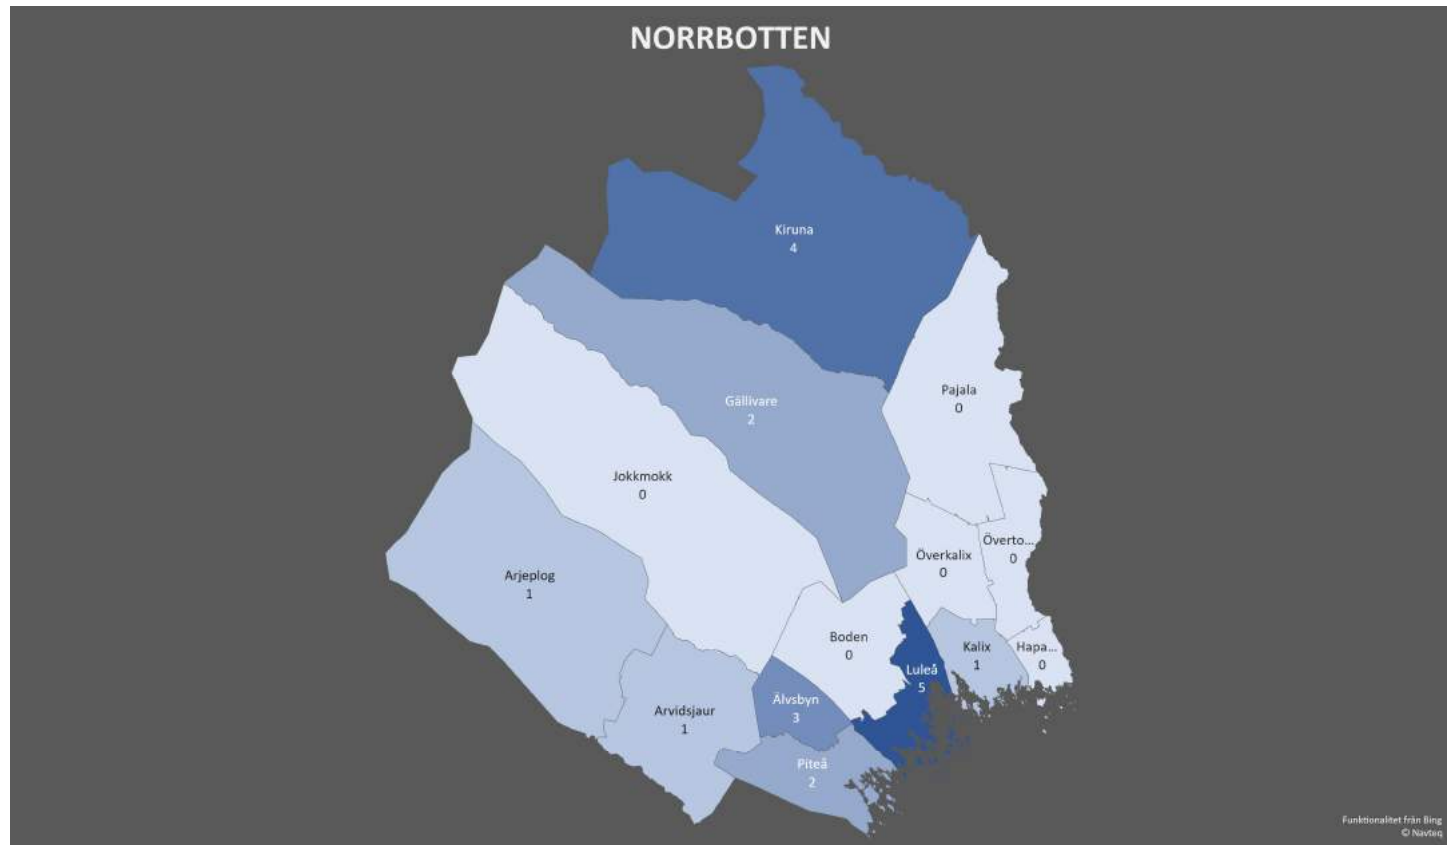 NORRBOTTEN
Kiruna
4
Pajala
0
Gällivare
2
Jokkmokk
0
Överto...
0
Överkalix
0
Arjeplog
1
Boden
0
Kalix
1
Hapa...
0
Luleå
5
Älvsbyn
3
Arvidsjaur
1
Piteå
2
Funktionalitet från Bing
© Navteq